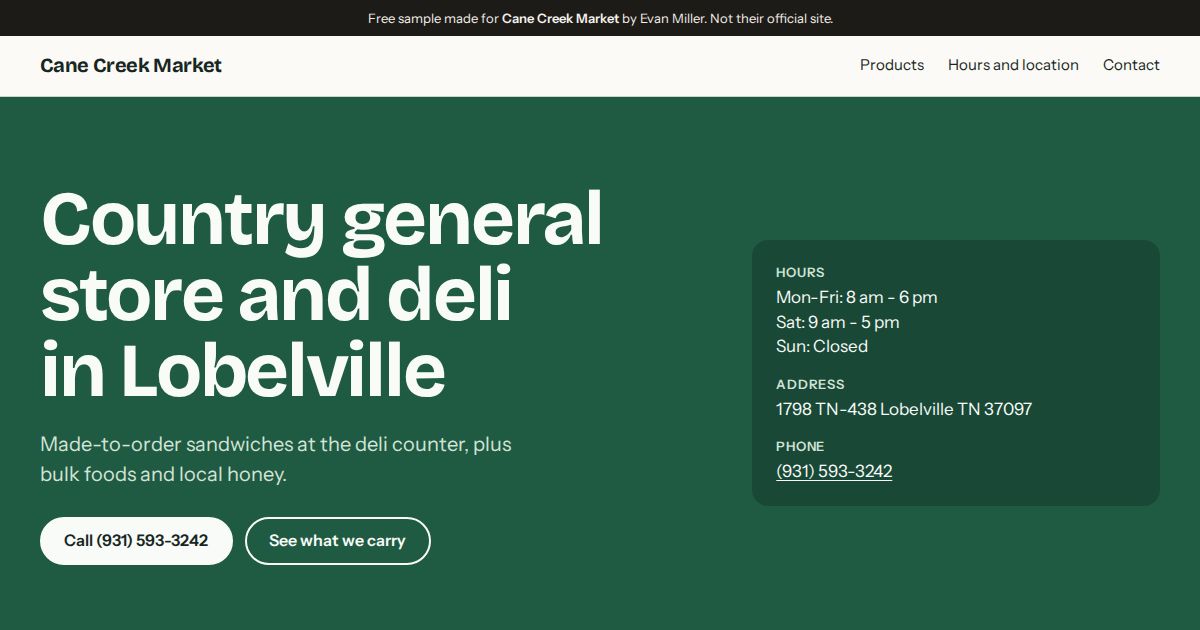 Free sample made for Cane Creek Market by Evan Miller. Not their official site.
Cane Creek Market
Products
Hours and location
Contact
Country general
store and deli
in Lobelville
Made-to-order sandwiches at the deli counter, plus
bulk foods and local honey.
Call (931) 593-3242
See what we carry
HOURS
Mon-Fri: 8 am - 6 pm
Sat: 9 am - 5 pm
Sun: Closed
ADDRESS
1798 TN-438 Lobelville TN 37097
PHONE
(931) 593-3242